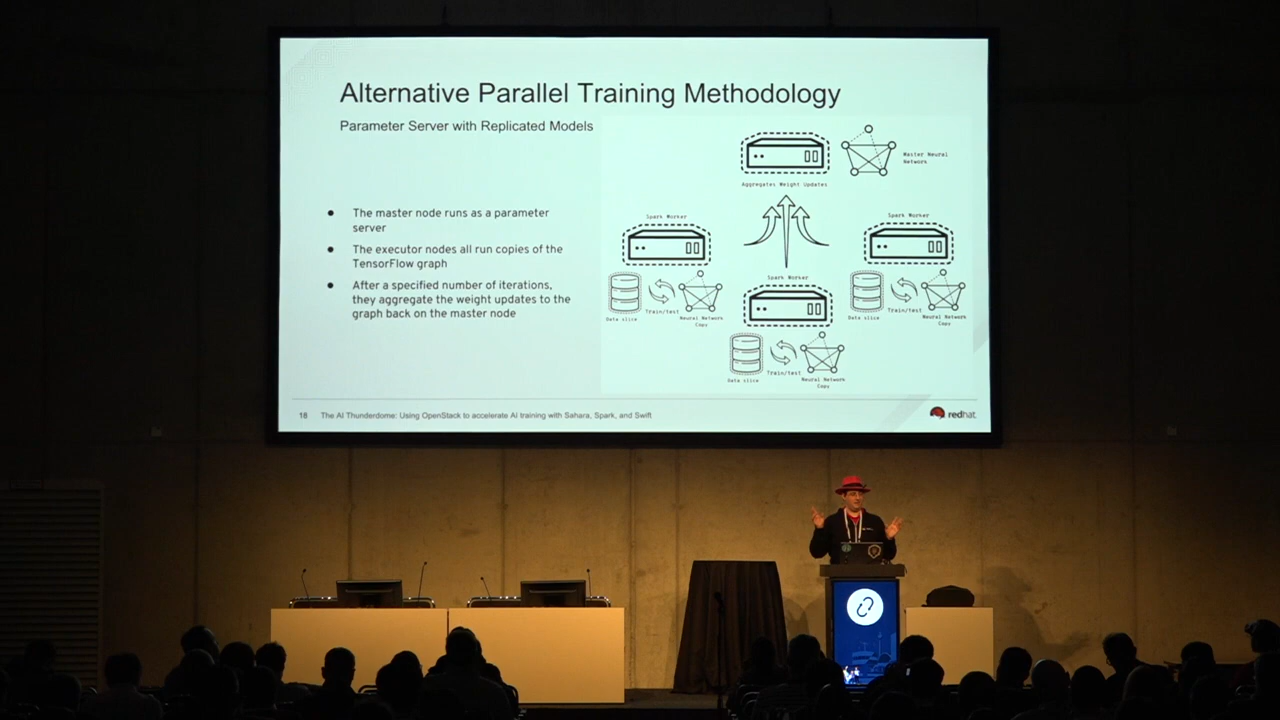 Alternative Parallel Training Methodology
Parameter Server with Replicated Models
● The master node runs as a parameter
server
● The executor nodes all run copies of the
TensorFlow graph
● After a specified number of iterations,
they aggregate the weight updates to the
graph back on the master node
Master Neural
Network
Aggregates Weight Updates
Spark Worker
Data slice
Train/test
Neural Network
Copy
Spark Worker
Data slice
Train/test
Neural Network
Copy
Spark Worker
Data slice
Train/test
Neural Network
Copy
18 The AI Thunderdome: Using OpenStack to accelerate AI training with Sahara, Spark, and Swift
redhat